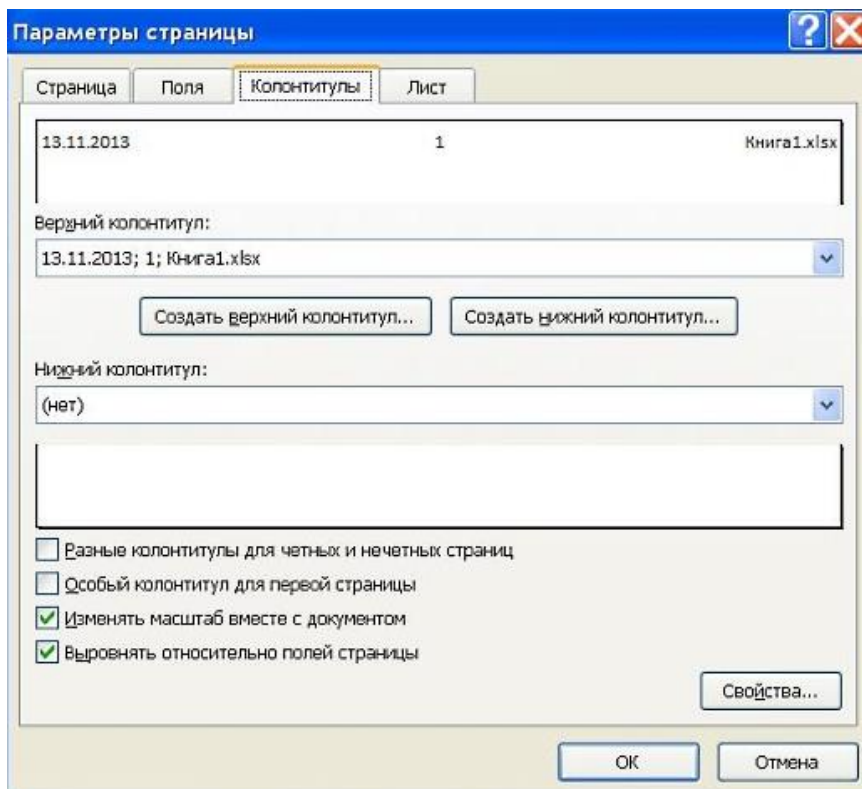 Параметры страницы
Страница Поля Колонтитулы Лист
13.11.2013 1 Книга1.xlsx
Верхний колонтитул:
13.11.2013; 1; Книга1.xlsx
Создать верхний колонтитул... Создать нижний колонтитул...
Нижний колонтитул:
(нет)
Разные колонтитулы для четных и нечетных страниц
Особый колонтитул для первой страницы
Изменять масштаб вместе с документом
Выровнять относительно полей страницы
Свойства...
ОК Отмена